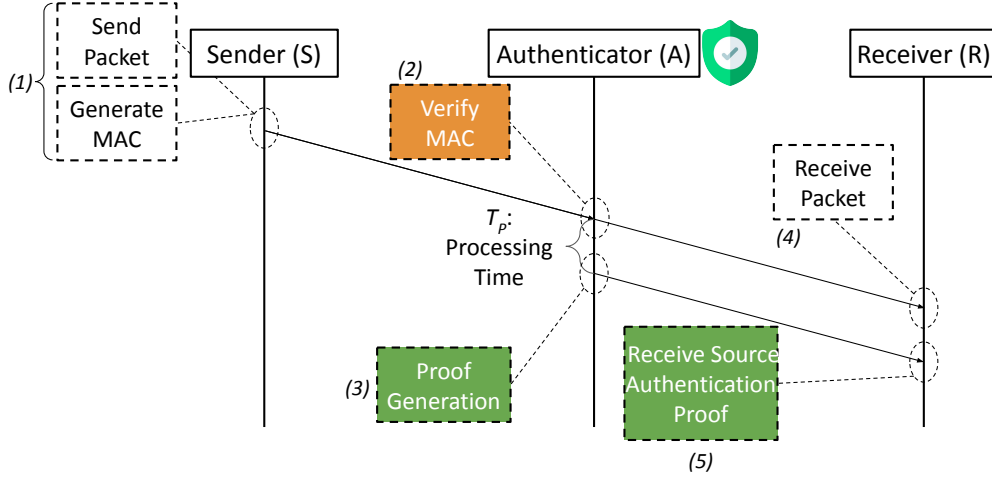 (1)
Send
Packet
Generate
MAC
Sender (S)
Authenticator (A)
Receiver (R)
(2)
Verify
MAC
Receive
Packet
(4)
T_P:
Processing
Time
(3)
Proof
Generation
Receive Source
Authentication
Proof
(5)